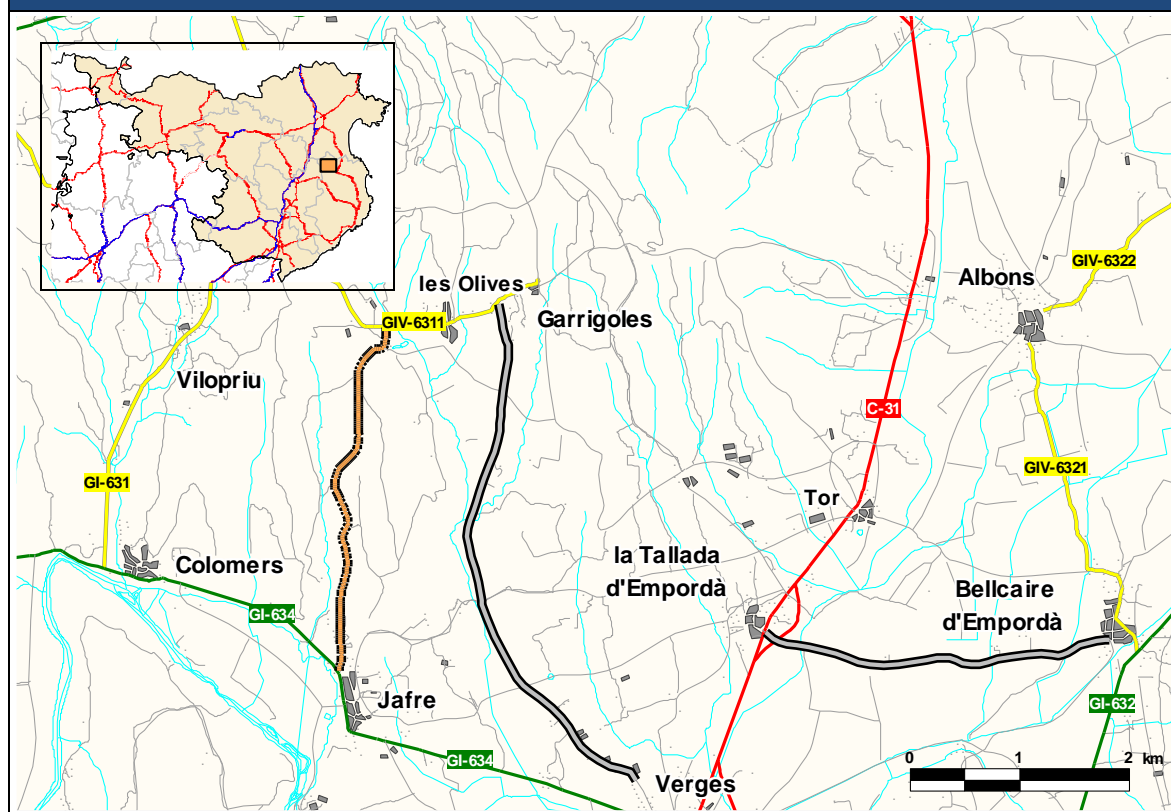 les Olives
GIV-6311
Garrigoles
Albons
GIV-6322
Vilopriu
C-31
GI-631
GIV-6321
Tor
Colomers
la Tallada
d'Empordà
Bellcaire
d'Empordà
GI-634
Jafre
GI-632
GI-634
Verges
0 1 2 km